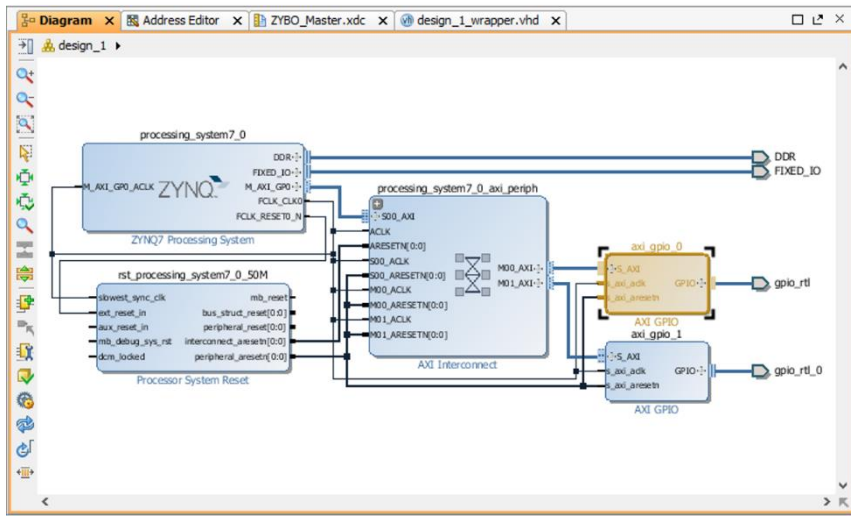 Diagram
Address Editor
ZYBO_Master.xdc
design_1_wrapper.vhd
design_1
processing_system7_0
DDR
FIXED_IO
M_AXI_GP0
FCLK_CLK0
FCLK_RESET0_N
M_AXI_GP0_ACLK
ZYNQ
ZYNQ7 Processing System
DDR
FIXED_IO
rst_processing_system7_0_50M
slowest_sync_clk
ext_reset_in
aux_reset_in
mb_debug_sys_rst
dcm_locked
mb_reset
bus_struct_reset[0:0]
peripheral_reset[0:0]
interconnect_aresetn[0:0]
peripheral_aresetn[0:0]
Processor System Reset
processing_system7_0_axi_periph
S00_AXI
ACLK
ARESETN[0:0]
S00_ACLK
S00_ARESETN[0:0]
M00_ACLK
M00_ARESETN[0:0]
M01_ACLK
M01_ARESETN[0:0]
M00_AXI
M01_AXI
AXI Interconnect
axi_gpio_0
S_AXI
s_axi_aclk
s_axi_aresetn
GPIO
AXI GPIO
gpio_rtl
axi_gpio_1
S_AXI
s_axi_aclk
s_axi_aresetn
GPIO
AXI GPIO
gpio_rtl_0